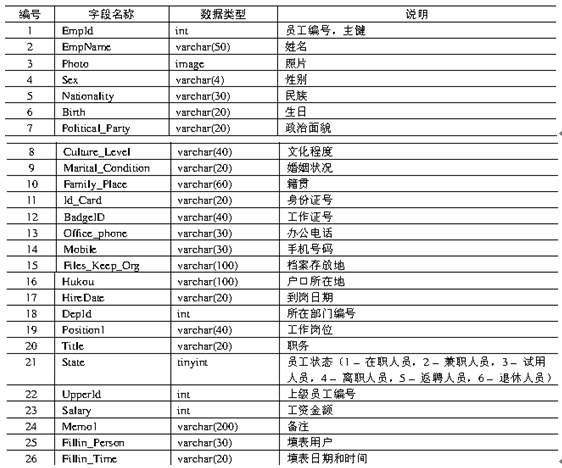 编号 字段名称 数据类型 说明
1 EmpId int 员工编号，主健
2 EmpName varchar(50) 姓名
3 Photo image 照片
4 Sex varchar(4) 性别
5 Nationality varchar(30) 民族
6 Birth varchar(20) 生日
7 Political_Party varchar(20) 政治面貌
8 Culture_Level varchar(40) 文化程度
9 Marital_Condition varchar(20) 婚姻状况
10 Family_Place varchar(60) 籍贯
11 Id_Card varchar(20) 身份证号
12 BadgeID varchar(40) 工作证号
13 Office_phone varchar(30) 办公电话
14 Mobile varchar(30) 手机号码
15 Files_Keep_Org varchar(100) 档案存放地
16 Hukou varchar(100) 户口所在地
17 HireDate varchar(20) 到岗日期
18 DepId int 所在部门编号
19 Position1 varchar(40) 工作岗位
20 Title varchar(20) 职务
21 State tinyint 员工状态（1－在职人员，2－兼职人员，3－试用
人员，4－离职人员，5－返聘人员，6－退休人员）
22 UpperId int 上级员工编号
23 Salary int 工资金额
24 Memo1 varchar(200) 备注
25 Fillin_Person varchar(30) 填表用户
26 Fillin_Time varchar(20) 填表日期和时间